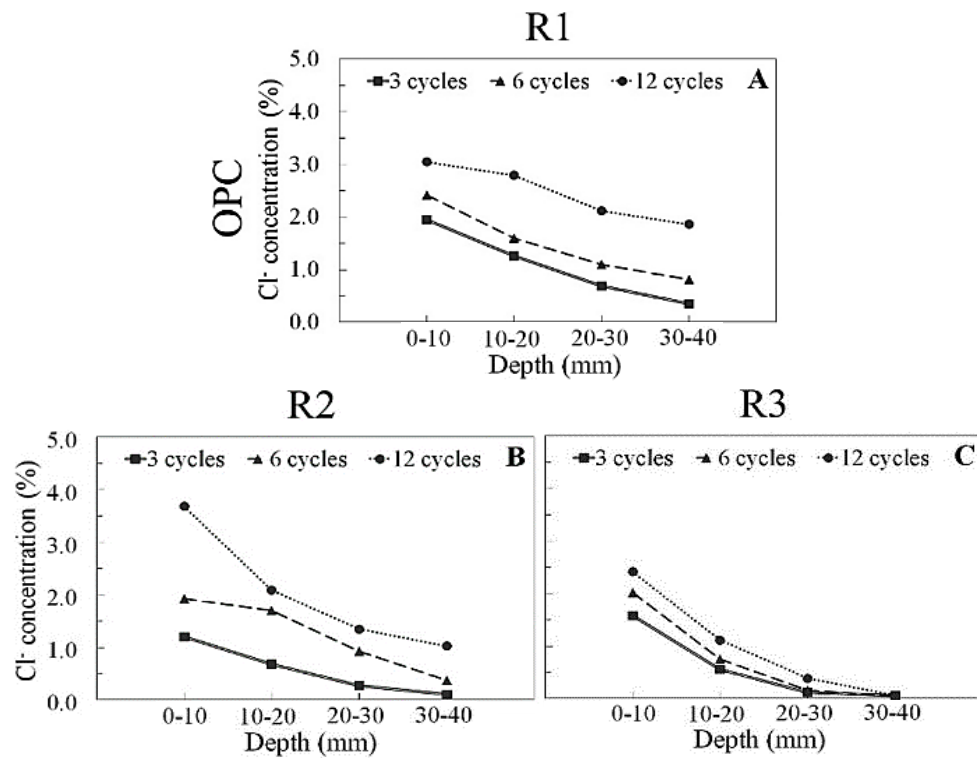 R1
OPC
Cl- concentration (%)
5.0
4.0
3.0
2.0
1.0
0.0
3 cycles 6 cycles 12 cycles A
0-10 10-20 20-30 30-40
Depth (mm)
R2
Cl- concentration (%)
5.0
4.0
3.0
2.0
1.0
0.0
3 cycles 6 cycles 12 cycles B
0-10 10-20 20-30 30-40
Depth (mm)
R3
3 cycles 6 cycles 12 cycles C
0-10 10-20 20-30 30-40
Depth (mm)